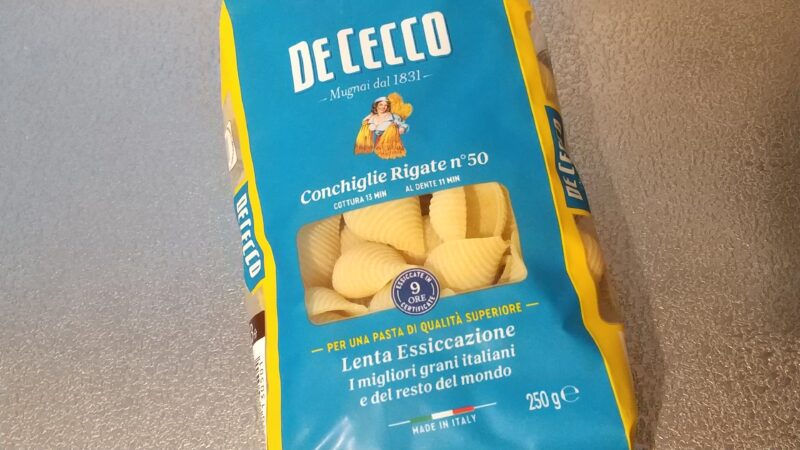 DE CECCO
Mugnai dal 1831
Conchiglie Rigate n°50
COTTURA 13 MIN AL DENTE 11 MIN
ESSICCATE IN
9
ORE
CERTIFICATE
PER UNA PASTA DI QUALITÀ SUPERIORE
Lenta Essiccazione
I migliori grani italiani
e del resto del mondo
250 g e
MADE IN ITALY
DE CECCO
DE CECCO